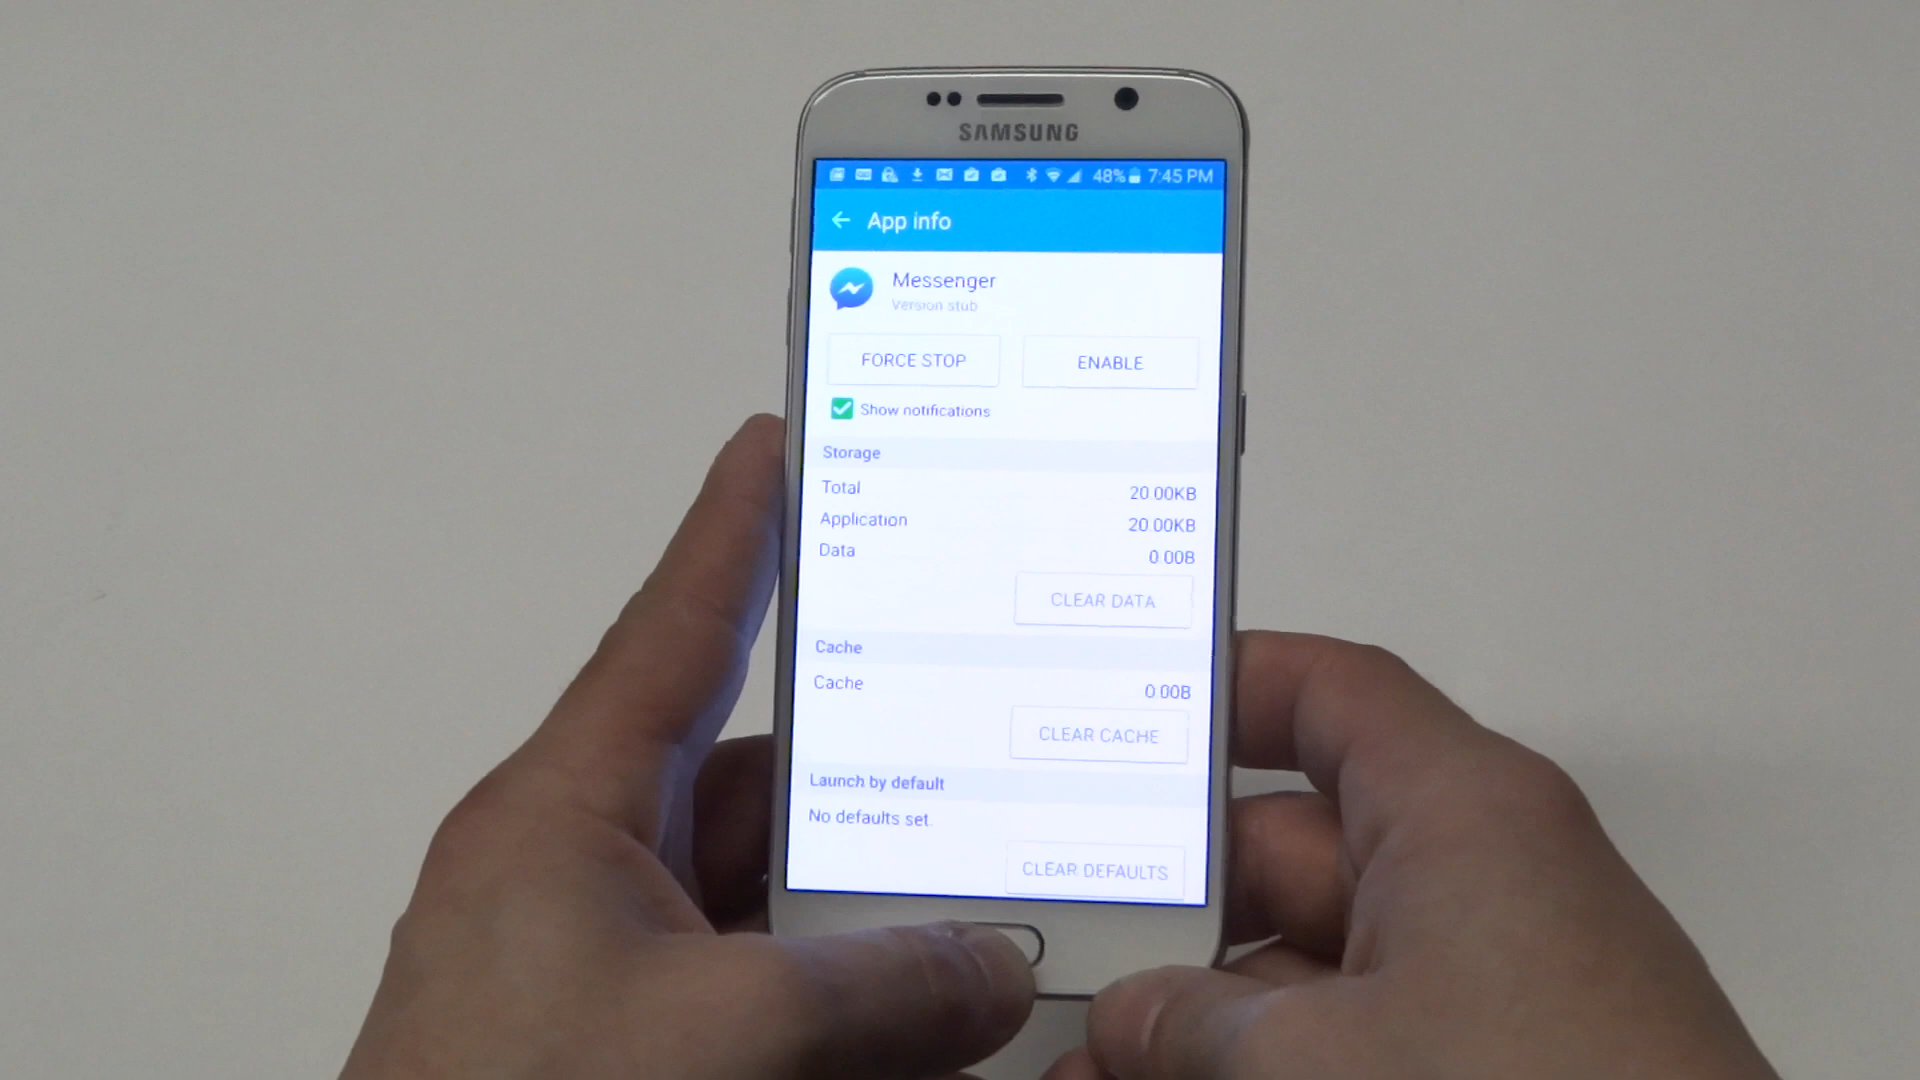 SAMSUNG
48% 7:45 PM
App info
Messenger
Version stub
FORCE STOP
ENABLE
Show notifications
Storage
Total 20.00KB
Application 20.00KB
Data 0.00B
CLEAR DATA
Cache
Cache 0.00B
CLEAR CACHE
Launch by default
No defaults set.
CLEAR DEFAULTS